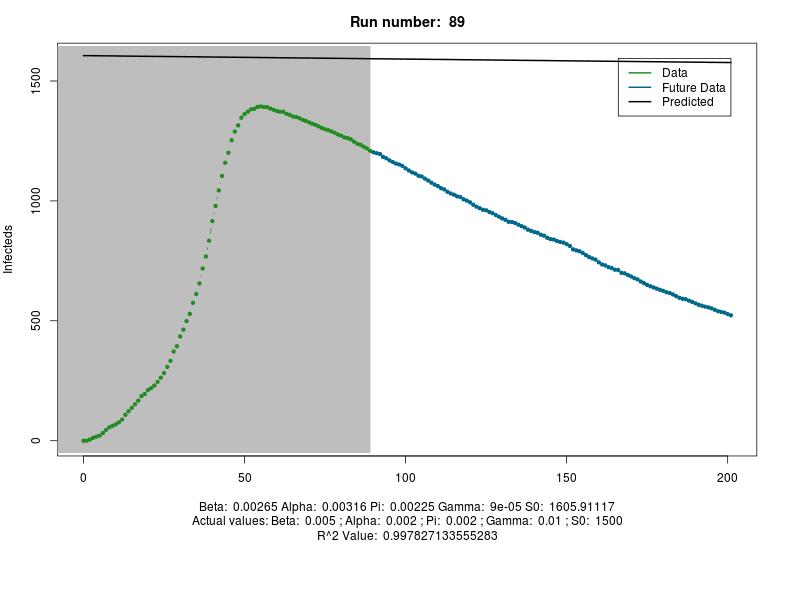 Run number: 89
1500
1000
500
0
Infecteds
Data
Future Data
Predicted
0 50 100 150 200
Beta: 0.00265 Alpha: 0.00316 Pi: 0.00225 Gamma: 9e-05 S0: 1605.91117
Actual values: Beta: 0.005 ; Alpha: 0.002 ; Pi: 0.002 ; Gamma: 0.01 ; S0: 1500
R^2 Value: 0.997827133555283